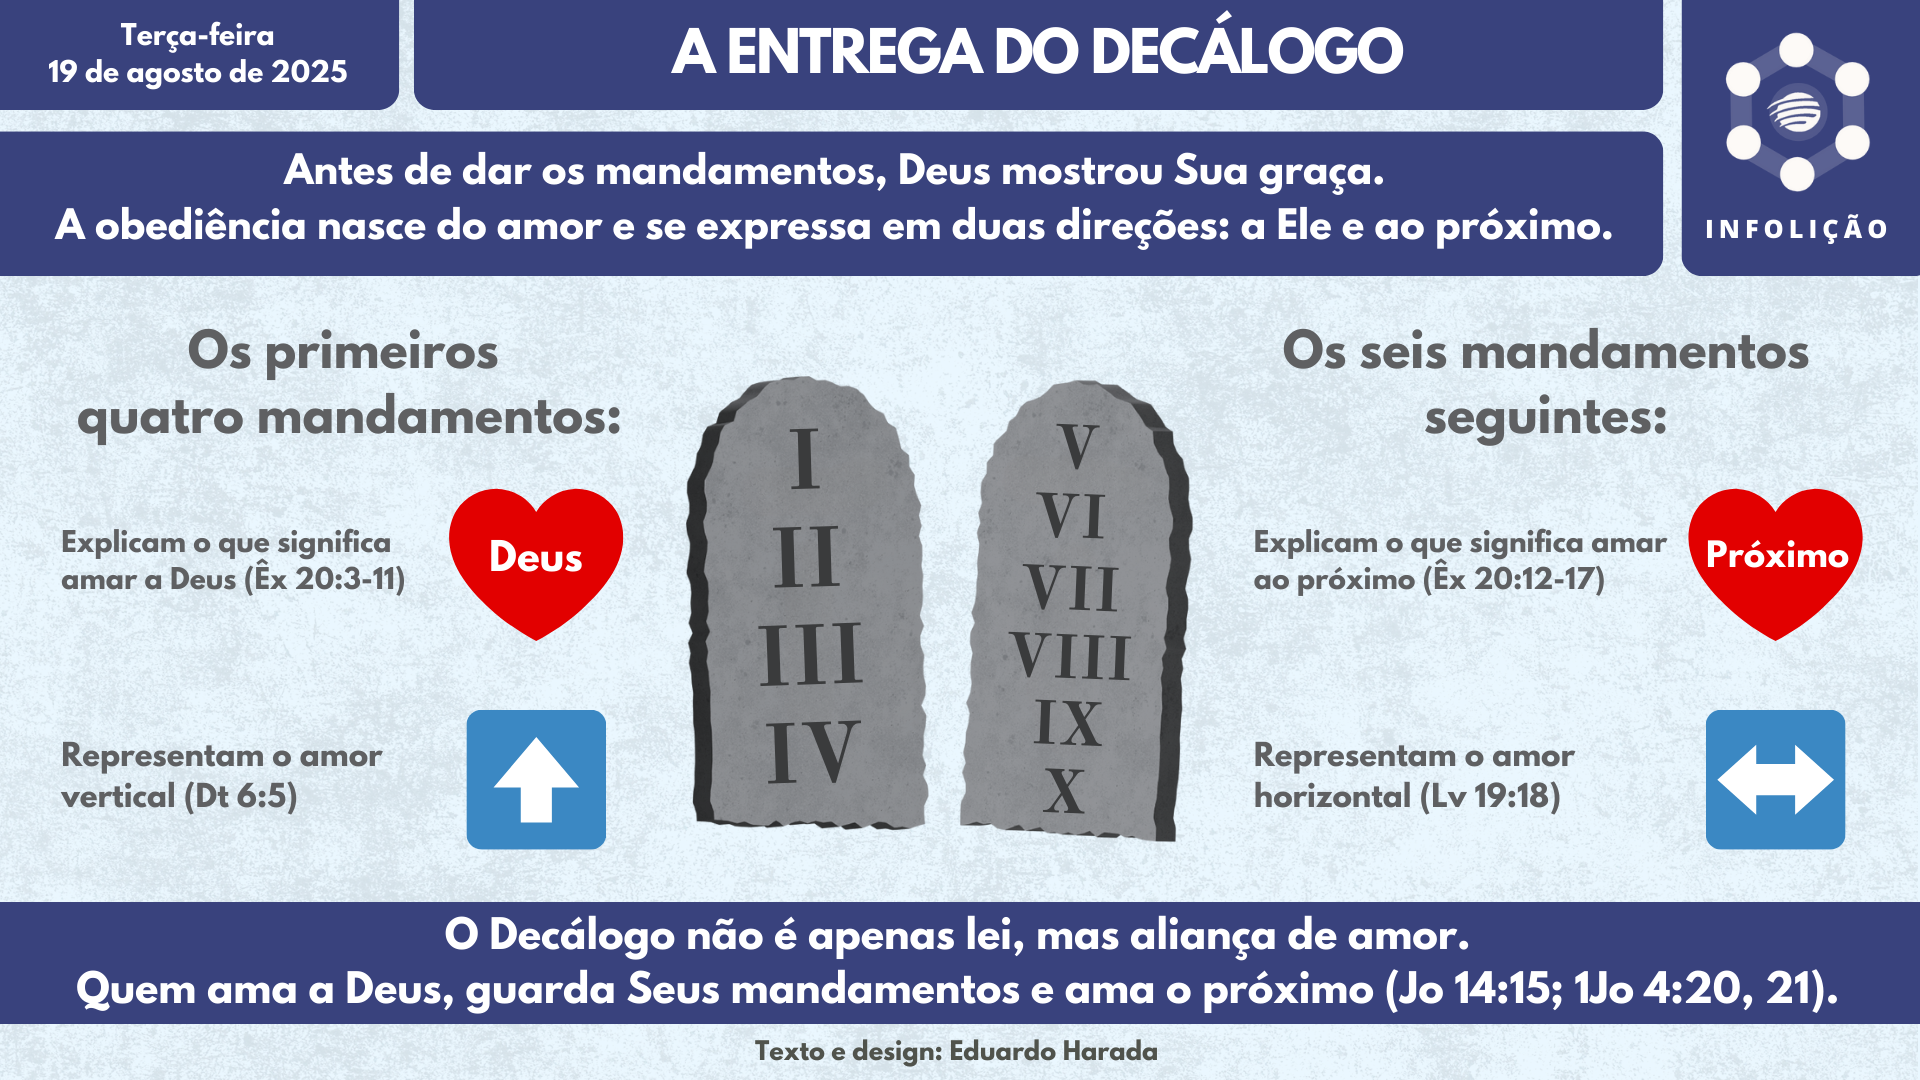 Terça-feira
19 de agosto de 2025
A ENTREGA DO DECÁLOGO
INFOLIÇÃO
Antes de dar os mandamentos, Deus mostrou Sua graça.
A obediência nasce do amor e se expressa em duas direções: a Ele e ao próximo.
Os primeiros
quatro mandamentos:
Explicam o que significa
amar a Deus (Êx 20:3-11)
Deus
Representam o amor
vertical (Dt 6:5)
I
II
III
IV
V
VI
VII
VIII
IX
X
Os seis mandamentos
seguintes:
Explicam o que significa amar
ao próximo (Êx 20:12-17)
Próximo
Representam o amor
horizontal (Lv 19:18)
O Decálogo não é apenas lei, mas aliança de amor.
Quem ama a Deus, guarda Seus mandamentos e ama o próximo (Jo 14:15; 1Jo 4:20, 21).
Texto e design: Eduardo Harada